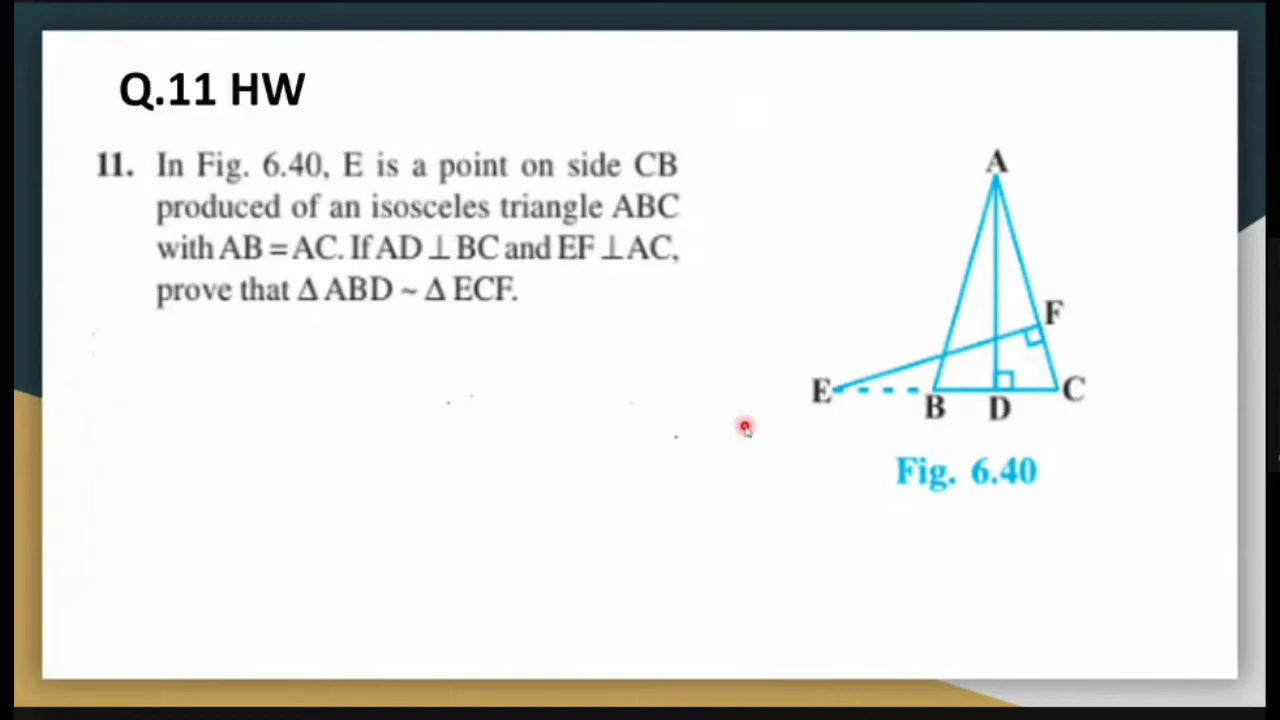 Q.11 HW
11. In Fig. 6.40, E is a point on side CB
produced of an isosceles triangle ABC
with AB = AC. If AD ⊥ BC and EF ⊥ AC,
prove that Δ ABD ~ Δ ECF.
A
F
E
B
D
C
Fig. 6.40